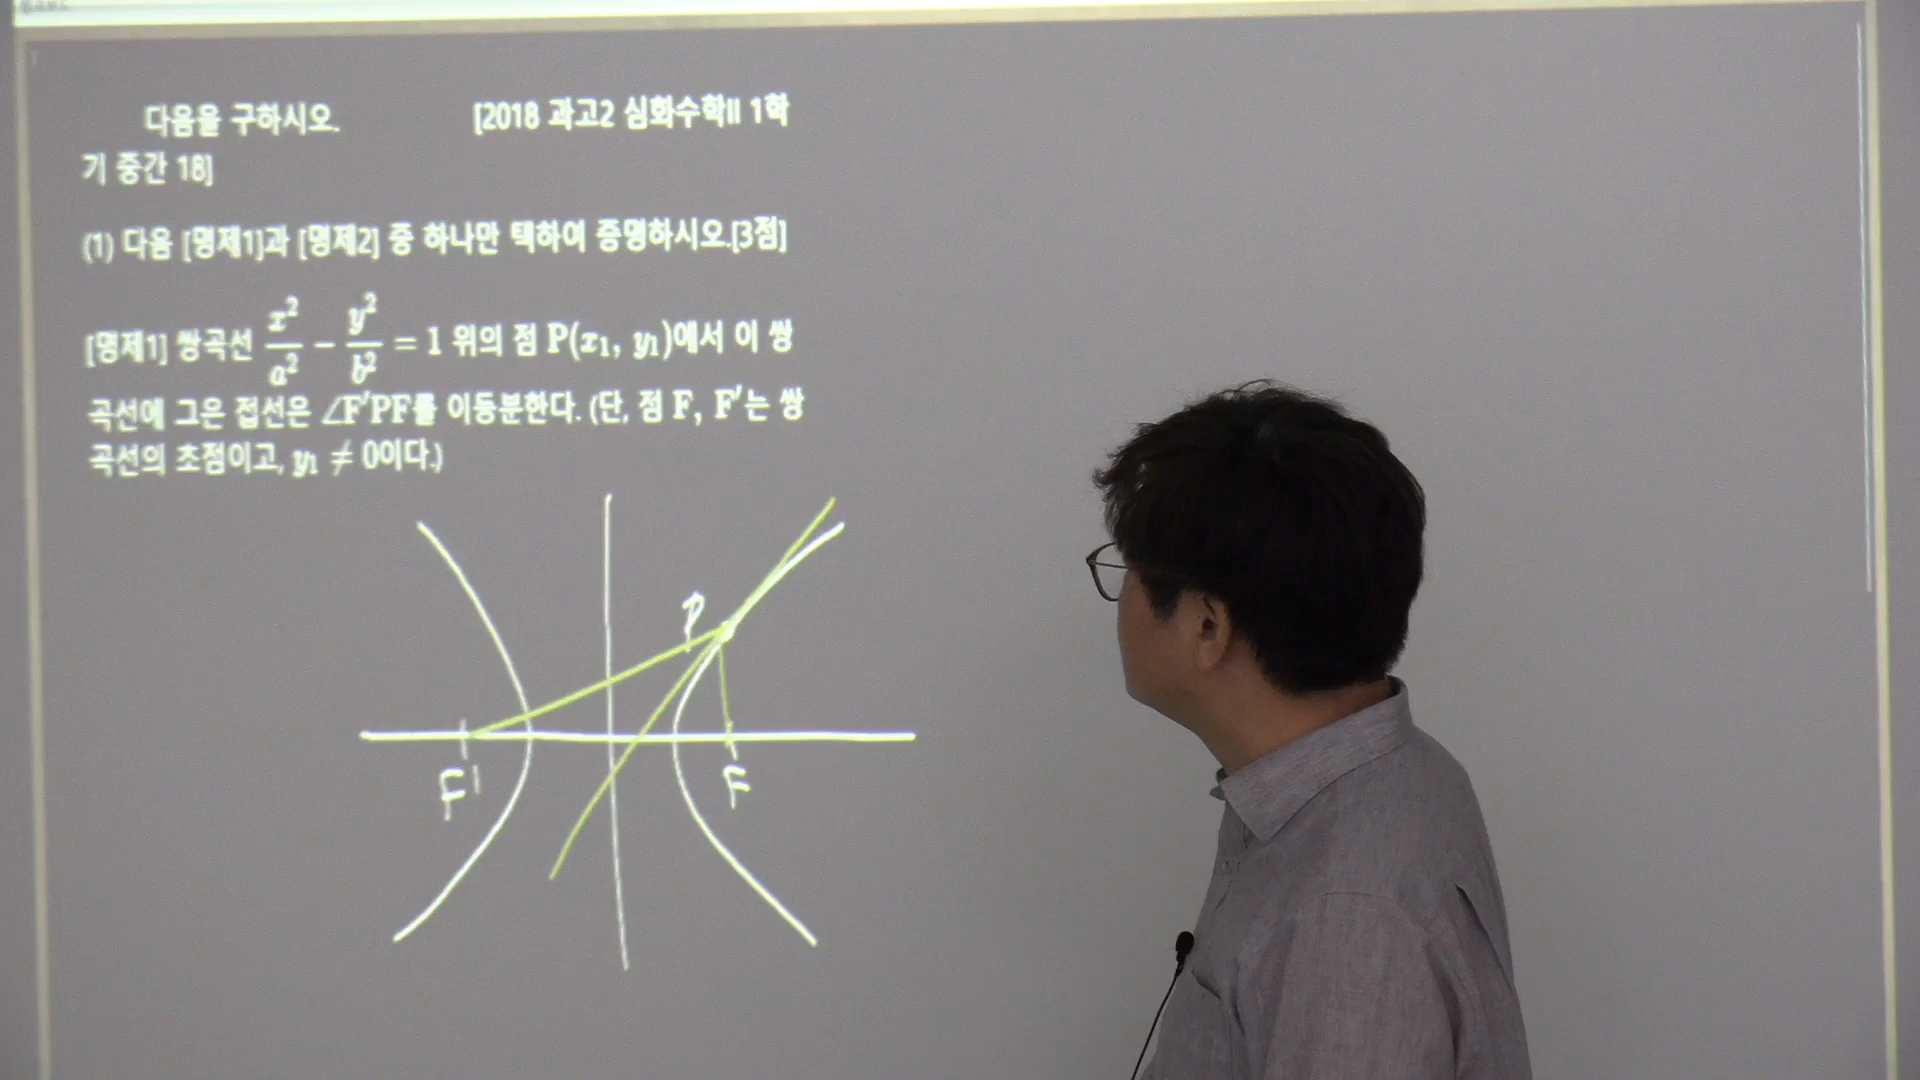 다음을 구하시오. [2018 과고2 심화수학II 1학
기 중간 18]
(1) 다음 [명제1]과 [명제2] 중 하나만 택하여 증명하시오.[3점]
[명제1] 쌍곡선 x²/a² − y²/b² = 1 위의 점 P(x₁, y₁)에서 이 쌍
곡선에 그은 접선은 ∠F′PF를 이등분한다. (단, 점 F, F′는 쌍
곡선의 초점이고, y₁ ≠ 0이다.)
P
F′ F